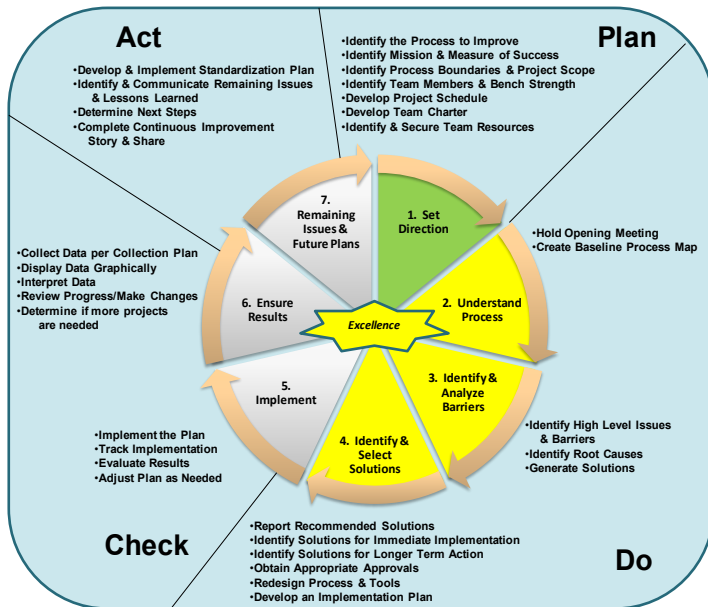 Act
•Develop & Implement Standardization Plan
•Identify & Communicate Remaining Issues
& Lessons Learned
•Determine Next Steps
•Complete Continuous Improvement
Story & Share
Plan
•Identify the Process to Improve
•Identify Mission & Measure of Success
•Identify Process Boundaries & Project Scope
•Identify Team Members & Bench Strength
•Develop Project Schedule
•Develop Team Charter
•Identify & Secure Team Resources
7.
Remaining
Issues &
Future Plans
1. Set
Direction
•Hold Opening Meeting
•Create Baseline Process Map
•Collect Data per Collection Plan
•Display Data Graphically
•Interpret Data
•Review Progress/Make Changes
•Determine if more projects
are needed
6. Ensure
Results
Excellence
2. Understand
Process
5.
Implement
3. Identify &
Analyze
Barriers
4. Identify &
Select
Solutions
•Identify High Level Issues
& Barriers
•Identify Root Causes
•Generate Solutions
•Implement the Plan
•Track Implementation
•Evaluate Results
•Adjust Plan as Needed
Check
•Report Recommended Solutions
•Identify Solutions for Immediate Implementation
•Identify Solutions for Longer Term Action
•Obtain Appropriate Approvals
•Redesign Process & Tools
•Develop an Implementation Plan
Do